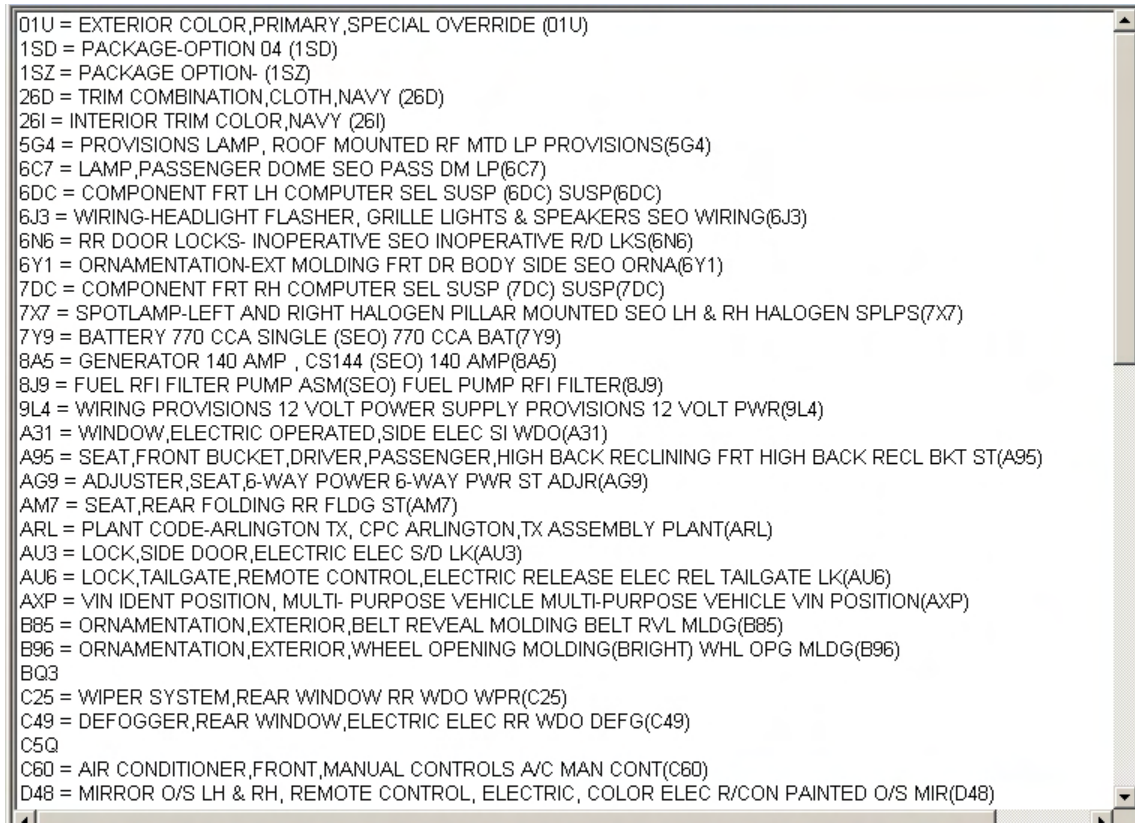 01U = EXTERIOR COLOR,PRIMARY,SPECIAL OVERRIDE (01U)
1SD = PACKAGE-OPTION 04 (1SD)
1SZ = PACKAGE OPTION- (1SZ)
26D = TRIM COMBINATION,CLOTH,NAVY (26D)
26I = INTERIOR TRIM COLOR,NAVY (26I)
5G4 = PROVISIONS LAMP, ROOF MOUNTED RF MTD LP PROVISIONS(5G4)
6C7 = LAMP,PASSENGER DOME SEO PASS DM LP(6C7)
6DC = COMPONENT FRT LH COMPUTER SEL SUSP (6DC) SUSP(6DC)
6J3 = WIRING-HEADLIGHT FLASHER, GRILLE LIGHTS & SPEAKERS SEO WIRING(6J3)
6N6 = RR DOOR LOCKS- INOPERATIVE SEO INOPERATIVE R/D LKS(6N6)
6Y1 = ORNAMENTATION-EXT MOLDING FRT DR BODY SIDE SEO ORNA(6Y1)
7DC = COMPONENT FRT RH COMPUTER SEL SUSP (7DC) SUSP(7DC)
7X7 = SPOTLAMP-LEFT AND RIGHT HALOGEN PILLAR MOUNTED SEO LH & RH HALOGEN SPLPS(7X7)
7Y9 = BATTERY 770 CCA SINGLE (SEO) 770 CCA BAT(7Y9)
8A5 = GENERATOR 140 AMP , CS144 (SEO) 140 AMP(8A5)
8J9 = FUEL RFI FILTER PUMP ASM(SEO) FUEL PUMP RFI FILTER(8J9)
9L4 = WIRING PROVISIONS 12 VOLT POWER SUPPLY PROVISIONS 12 VOLT PWR(9L4)
A31 = WINDOW,ELECTRIC OPERATED,SIDE ELEC SI WDO(A31)
A95 = SEAT,FRONT BUCKET,DRIVER,PASSENGER,HIGH BACK RECLINING FRT HIGH BACK RECL BKT ST(A95)
AG9 = ADJUSTER,SEAT,6-WAY POWER 6-WAY PWR ST ADJR(AG9)
AM7 = SEAT,REAR FOLDING RR FLDG ST(AM7)
ARL = PLANT CODE-ARLINGTON TX, CPC ARLINGTON,TX ASSEMBLY PLANT(ARL)
AU3 = LOCK,SIDE DOOR,ELECTRIC ELEC S/D LK(AU3)
AU6 = LOCK,TAILGATE,REMOTE CONTROL,ELECTRIC RELEASE ELEC REL TAILGATE LK(AU6)
AXP = VIN IDENT POSITION, MULTI- PURPOSE VEHICLE MULTI-PURPOSE VEHICLE VIN POSITION(AXP)
B85 = ORNAMENTATION,EXTERIOR,BELT REVEAL MOLDING BELT RVL MLDG(B85)
B96 = ORNAMENTATION,EXTERIOR,WHEEL OPENING MOLDING(BRIGHT) WHL OPG MLDG(B96)
BQ3
C25 = WIPER SYSTEM,REAR WINDOW RR WDO WPR(C25)
C49 = DEFOGGER,REAR WINDOW,ELECTRIC ELEC RR WDO DEFG(C49)
C5Q
C60 = AIR CONDITIONER,FRONT,MANUAL CONTROLS A/C MAN CONT(C60)
D48 = MIRROR O/S LH & RH, REMOTE CONTROL, ELECTRIC, COLOR ELEC R/CON PAINTED O/S MIR(D48)